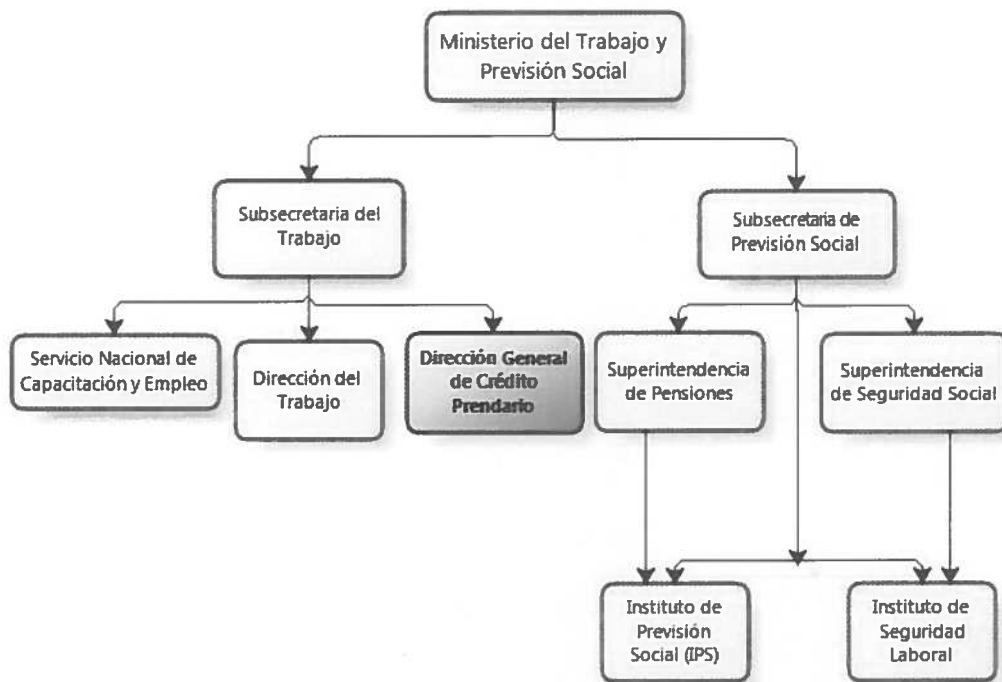 Ministerio del Trabajo y
Previsión Social
Subsecretaria del
Trabajo
Subsecretaria de
Previsión Social
Servicio Nacional de
Capacitación y Empleo
Dirección del
Trabajo
Dirección General
de Crédito
Prendario
Superintendencia
de Pensiones
Superintendencia
de Seguridad Social
Instituto de
Previsión
Social (IPS)
Instituto de
Seguridad
Laboral